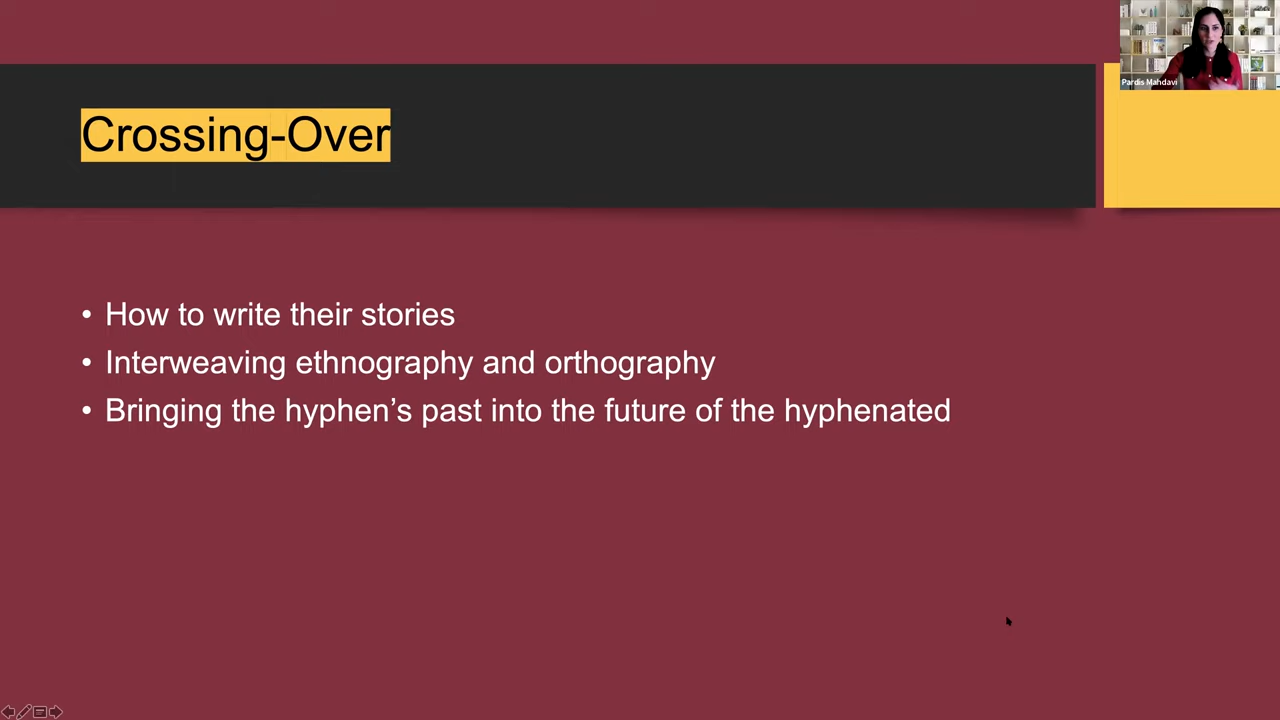 Pardis Mahdavi
Crossing-Over
• How to write their stories
• Interweaving ethnography and orthography
• Bringing the hyphen’s past into the future of the hyphenated